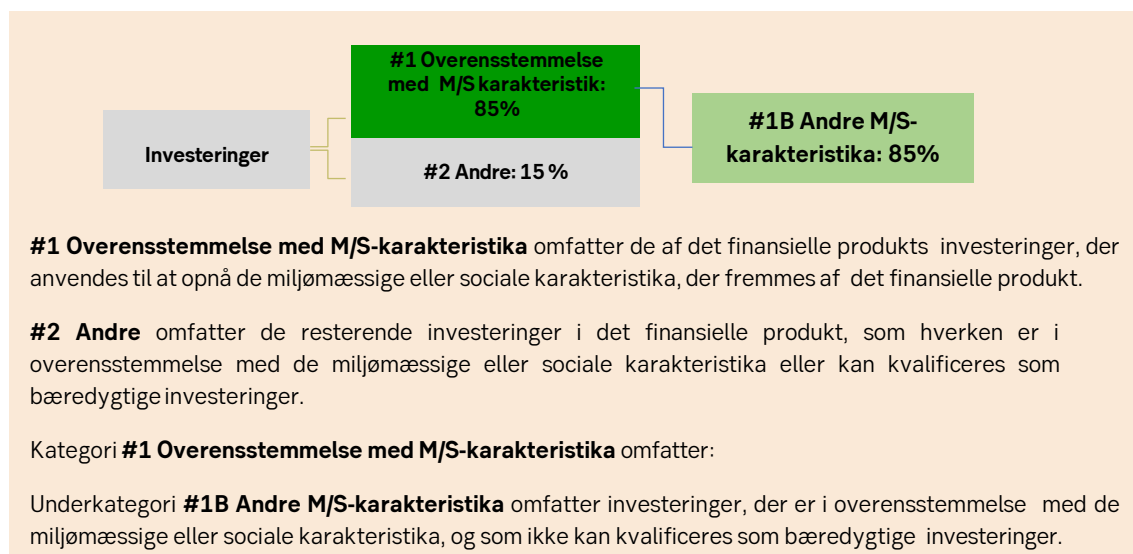 #1 Overensstemmelse
med M/S karakteristik:
85%
Investeringer
#2 Andre: 15 %
#1B Andre M/S-
karakteristika: 85%
#1 Overensstemmelse med M/S-karakteristika omfatter de af det finansielle produkts investeringer, der
anvendes til at opnå de miljømæssige eller sociale karakteristika, der fremmes af det finansielle produkt.
#2 Andre omfatter de resterende investeringer i det finansielle produkt, som hverken er i
overensstemmelse med de miljømæssige eller sociale karakteristika eller kan kvalificeres som
bæredygtige investeringer.
Kategori #1 Overensstemmelse med M/S-karakteristika omfatter:
Underkategori #1B Andre M/S-karakteristika omfatter investeringer, der er i overensstemmelse med de
miljømæssige eller sociale karakteristika, og som ikke kan kvalificeres som bæredygtige investeringer.